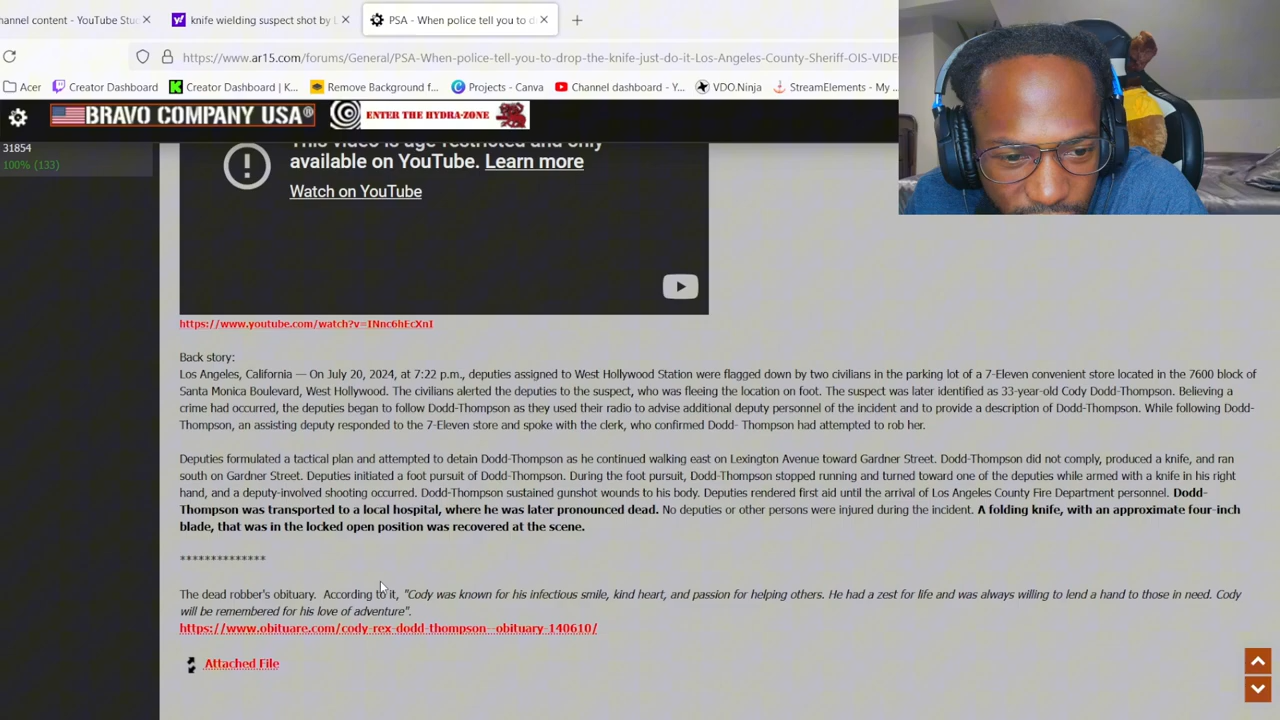 annel content - YouTube Stu
knife wielding suspect shot by L
PSA - When police tell you to d
https://www.ar15.com/forums/General/PSA-When-police-tell-you-to-drop-the-knife-just-do-it-Los-Angeles-County-Sheriff-OIS-VIDE
Acer
Creator Dashboard
Creator Dashboard | K...
Remove Background f...
Projects - Canva
Channel dashboard - Y...
VDO.Ninja
StreamElements - My ...
BRAVO COMPANY USA®
ENTER THE HYDRA-ZONE
31854
100% (133)
This video is age restricted and only
available on YouTube. Learn more
Watch on YouTube
https://www.youtube.com/watch?v=INnc6hEcXnI
Back story:
Los Angeles, California — On July 20, 2024, at 7:22 p.m., deputies assigned to West Hollywood Station were flagged down by two civilians in the parking lot of a 7-Eleven convenient store located in the 7600 block of
Santa Monica Boulevard, West Hollywood. The civilians alerted the deputies to the suspect, who was fleeing the location on foot. The suspect was later identified as 33-year-old Cody Dodd-Thompson. Believing a
crime had occurred, the deputies began to follow Dodd-Thompson as they used their radio to advise additional deputy personnel of the incident and to provide a description of Dodd-Thompson. While following Dodd-
Thompson, an assisting deputy responded to the 7-Eleven store and spoke with the clerk, who confirmed Dodd- Thompson had attempted to rob her.
Deputies formulated a tactical plan and attempted to detain Dodd-Thompson as he continued walking east on Lexington Avenue toward Gardner Street. Dodd-Thompson did not comply, produced a knife, and ran
south on Gardner Street. Deputies initiated a foot pursuit of Dodd-Thompson. During the foot pursuit, Dodd-Thompson stopped running and turned toward one of the deputies while armed with a knife in his right
hand, and a deputy-involved shooting occurred. Dodd-Thompson sustained gunshot wounds to his body. Deputies rendered first aid until the arrival of Los Angeles County Fire Department personnel. Dodd-
Thompson was transported to a local hospital, where he was later pronounced dead. No deputies or other persons were injured during the incident. A folding knife, with an approximate four-inch
blade, that was in the locked open position was recovered at the scene.
**************
The dead robber's obituary. According to it, "Cody was known for his infectious smile, kind heart, and passion for helping others. He had a zest for life and was always willing to lend a hand to those in need. Cody
will be remembered for his love of adventure".
https://www.obituare.com/cody-rex-dodd-thompson--obituary-140610/
Attached File